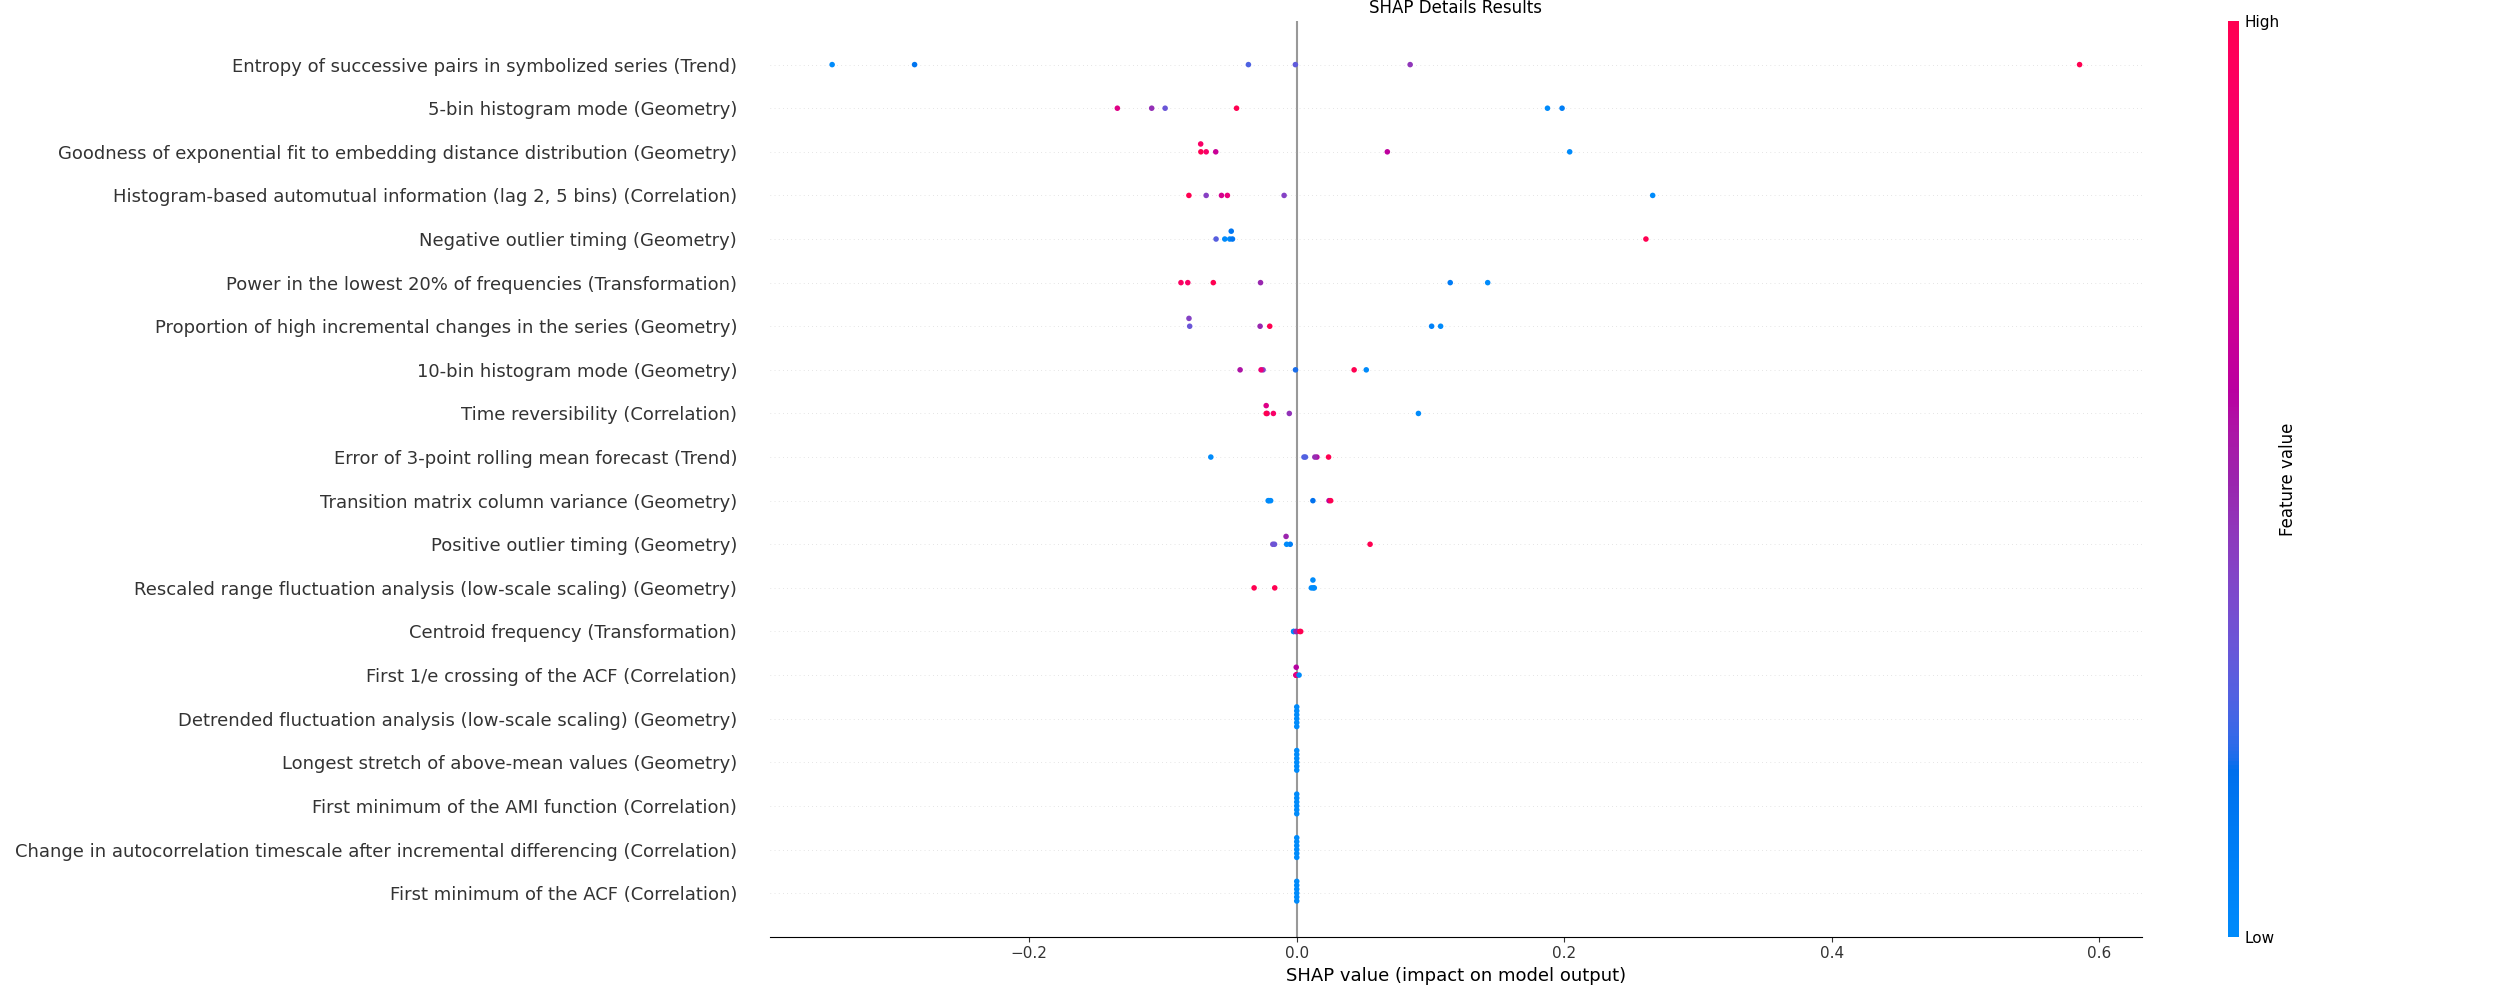 SHAP Details Results
High
Entropy of successive pairs in symbolized series (Trend)
5-bin histogram mode (Geometry)
Goodness of exponential fit to embedding distance distribution (Geometry)
Histogram-based automutual information (lag 2, 5 bins) (Correlation)
Negative outlier timing (Geometry)
Power in the lowest 20% of frequencies (Transformation)
Proportion of high incremental changes in the series (Geometry)
10-bin histogram mode (Geometry)
Time reversibility (Correlation)
Error of 3-point rolling mean forecast (Trend)
Transition matrix column variance (Geometry)
Positive outlier timing (Geometry)
Rescaled range fluctuation analysis (low-scale scaling) (Geometry)
Centroid frequency (Transformation)
First 1/e crossing of the ACF (Correlation)
Detrended fluctuation analysis (low-scale scaling) (Geometry)
Longest stretch of above-mean values (Geometry)
First minimum of the AMI function (Correlation)
Change in autocorrelation timescale after incremental differencing (Correlation)
First minimum of the ACF (Correlation)
Feature value
Low
−0.2 0.0 0.2 0.4 0.6
SHAP value (impact on model output)